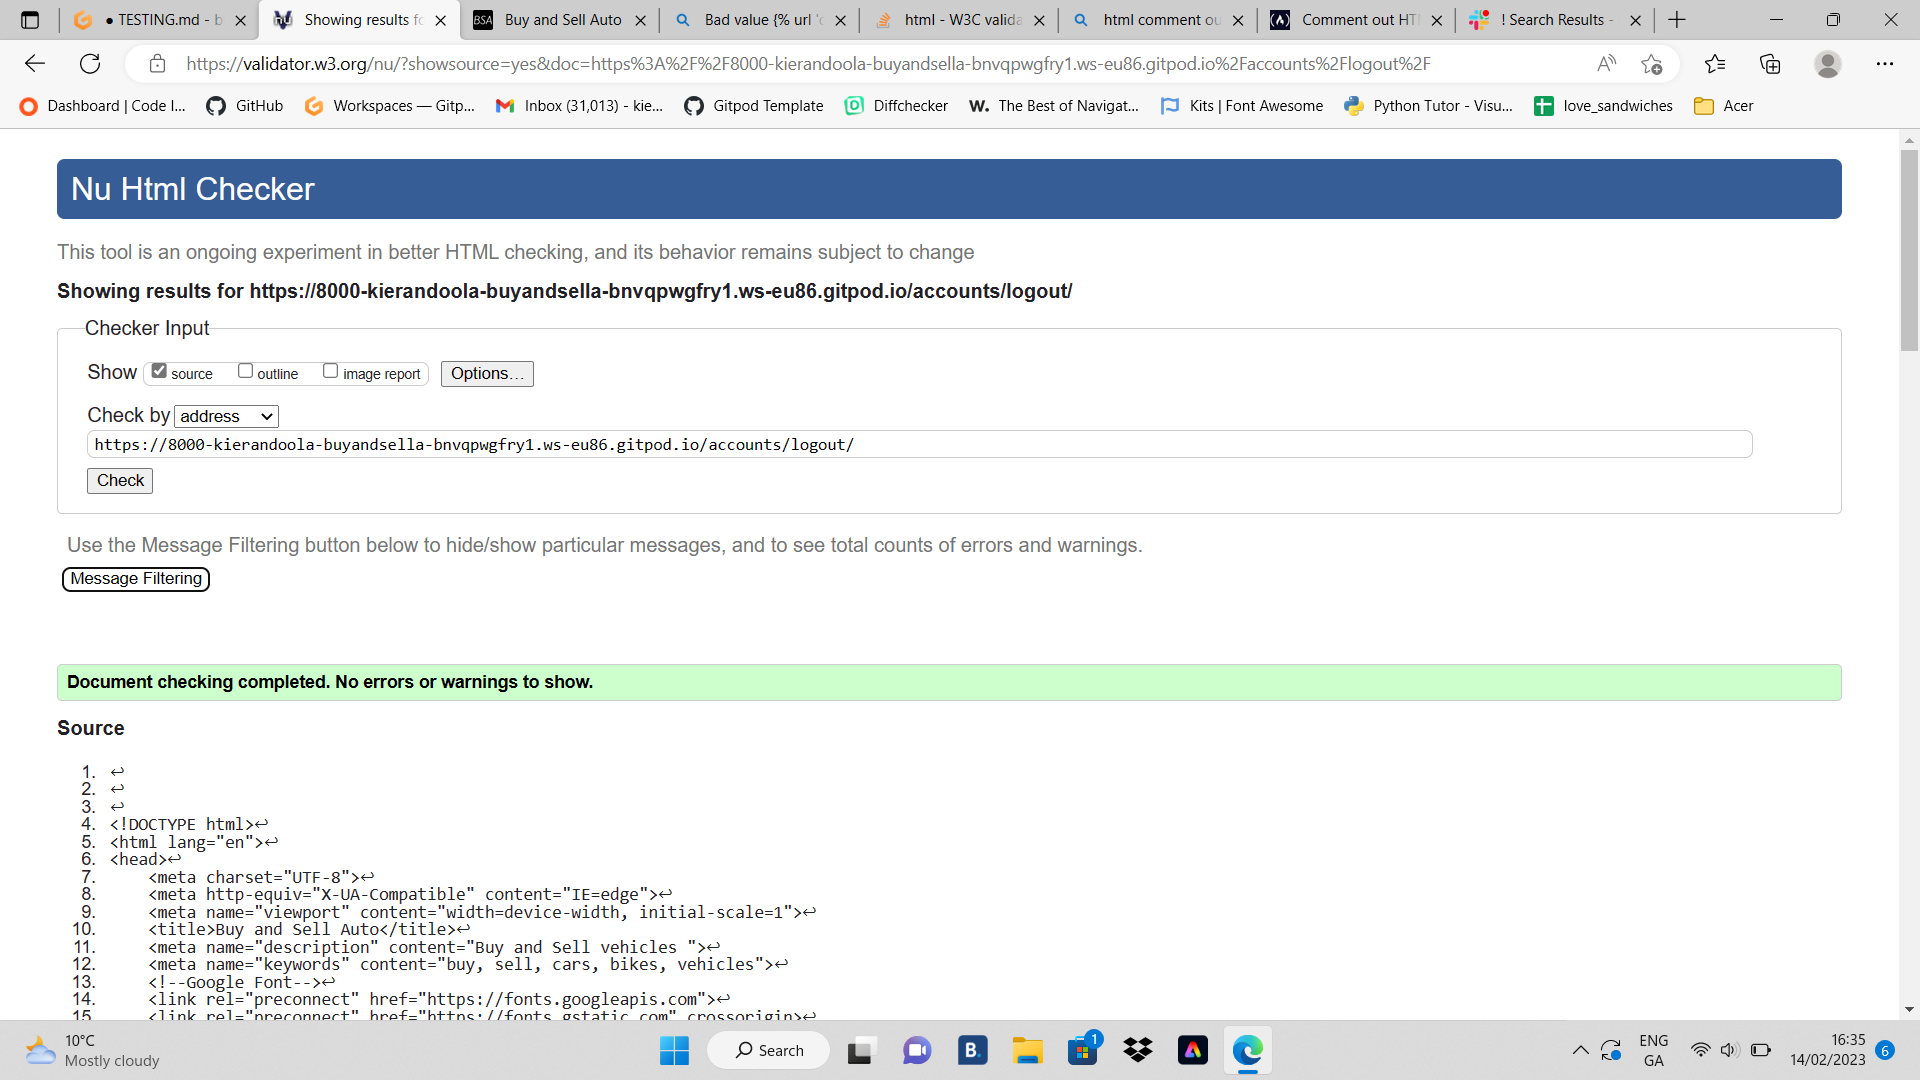 ● TESTING.md - b
Showing results fo
BSA Buy and Sell Auto
Bad value {% url 'c
html - W3C valida
html comment ou
(A) Comment out HTI
! Search Results -
https://validator.w3.org/nu/?showsource=yes&doc=https%3A%2F%2F8000-kierandoola-buyandsella-bnvqpwgfry1.ws-eu86.gitpod.io%2Faccounts%2Flogout%2F
Dashboard | Code I...
GitHub
Workspaces — Gitp...
Inbox (31,013) - kie...
Gitpod Template
Diffchecker
W. The Best of Navigat...
Kits | Font Awesome
Python Tutor - Visu...
love_sandwiches
Acer
Nu Html Checker
This tool is an ongoing experiment in better HTML checking, and its behavior remains subject to change
Showing results for https://8000-kierandoola-buyandsella-bnvqpwgfry1.ws-eu86.gitpod.io/accounts/logout/
Checker Input
Show source outline image report Options...
Check by address
https://8000-kierandoola-buyandsella-bnvqpwgfry1.ws-eu86.gitpod.io/accounts/logout/
Check
Use the Message Filtering button below to hide/show particular messages, and to see total counts of errors and warnings.
Message Filtering
Document checking completed. No errors or warnings to show.
Source
1. ↩
2. ↩
3. ↩
4. <!DOCTYPE html>↩
5. <html lang="en">↩
6. <head>↩
7. <meta charset="UTF-8">↩
8. <meta http-equiv="X-UA-Compatible" content="IE=edge">↩
9. <meta name="viewport" content="width=device-width, initial-scale=1">↩
10. <title>Buy and Sell Auto</title>↩
11. <meta name="description" content="Buy and Sell vehicles ">↩
12. <meta name="keywords" content="buy, sell, cars, bikes, vehicles">↩
13. <!--Google Font-->↩
14. <link rel="preconnect" href="https://fonts.googleapis.com">↩
15. <link rel="preconnect" href="https://fonts.gstatic.com" crossorigin>↩
10°C
Mostly cloudy
Search
B.
1
ENG
GA
16:35
14/02/2023
6